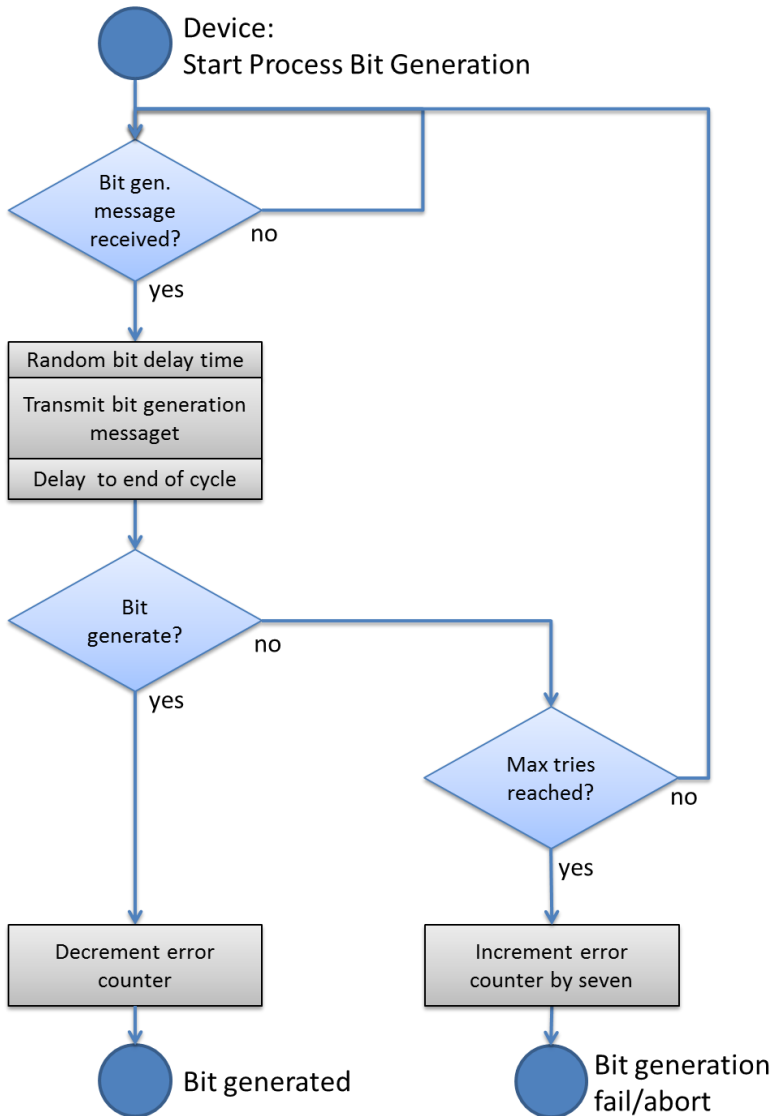 Device:
Start Process Bit Generation
Bit gen.
message
received?
no
yes
Random bit delay time
Transmit bit generation
messaget
Delay to end of cycle
Bit
generate?
no
yes
Max tries
reached?
no
yes
Decrement error
counter
Increment error
counter by seven
Bit generated
Bit generation
fail/abort